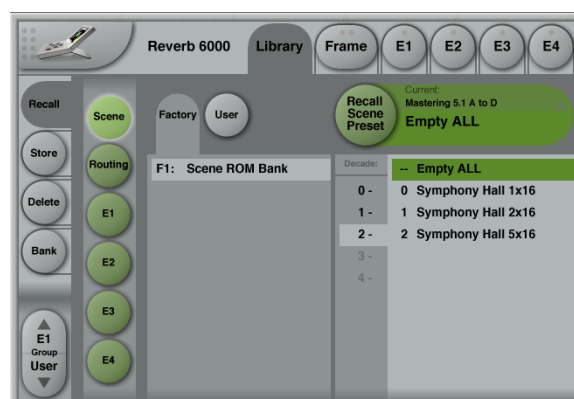 Reverb 6000
Library
Frame
E1
E2
E3
E4
Recall
Store
Delete
Bank
E1
Group
User
Scene
Routing
E1
E2
E3
E4
Factory
User
Recall
Scene
Preset
Current:
Mastering 5.1 A to D
Empty ALL
F1: Scene ROM Bank
Decade:
0 -
1 -
2 -
3 -
4 -
-- Empty ALL
0 Symphony Hall 1x16
1 Symphony Hall 2x16
2 Symphony Hall 5x16